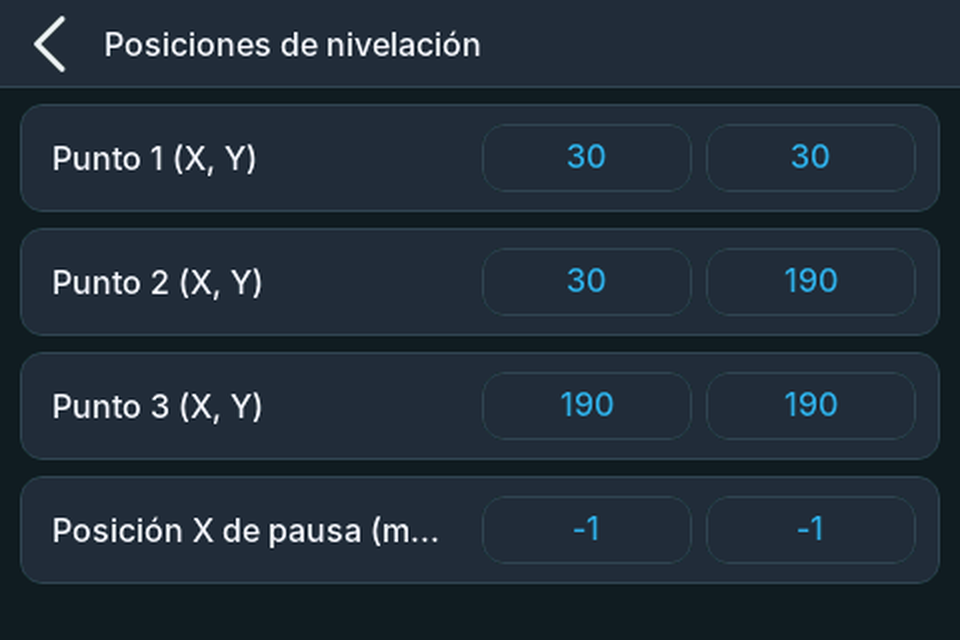 Posiciones de nivelación
Punto 1 (X, Y) 30 30
Punto 2 (X, Y) 30 190
Punto 3 (X, Y) 190 190
Posición X de pausa (m... -1 -1